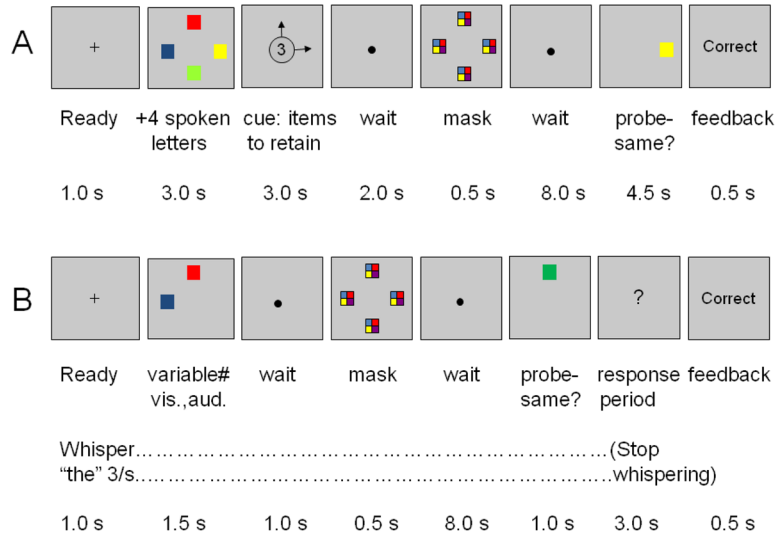 A
+
3
Correct
Ready +4 spoken cue: items wait mask wait probe- feedback
letters to retain same?
1.0 s 3.0 s 3.0 s 2.0 s 0.5 s 8.0 s 4.5 s 0.5 s
B
+
?
Correct
Ready variable# wait mask wait probe- response feedback
vis.,aud. same? period
Whisper……………………………………………………………………(Stop
“the” 3/s……………………………………………………………………whispering)
1.0 s 1.5 s 1.0 s 0.5 s 8.0 s 1.0 s 3.0 s 0.5 s